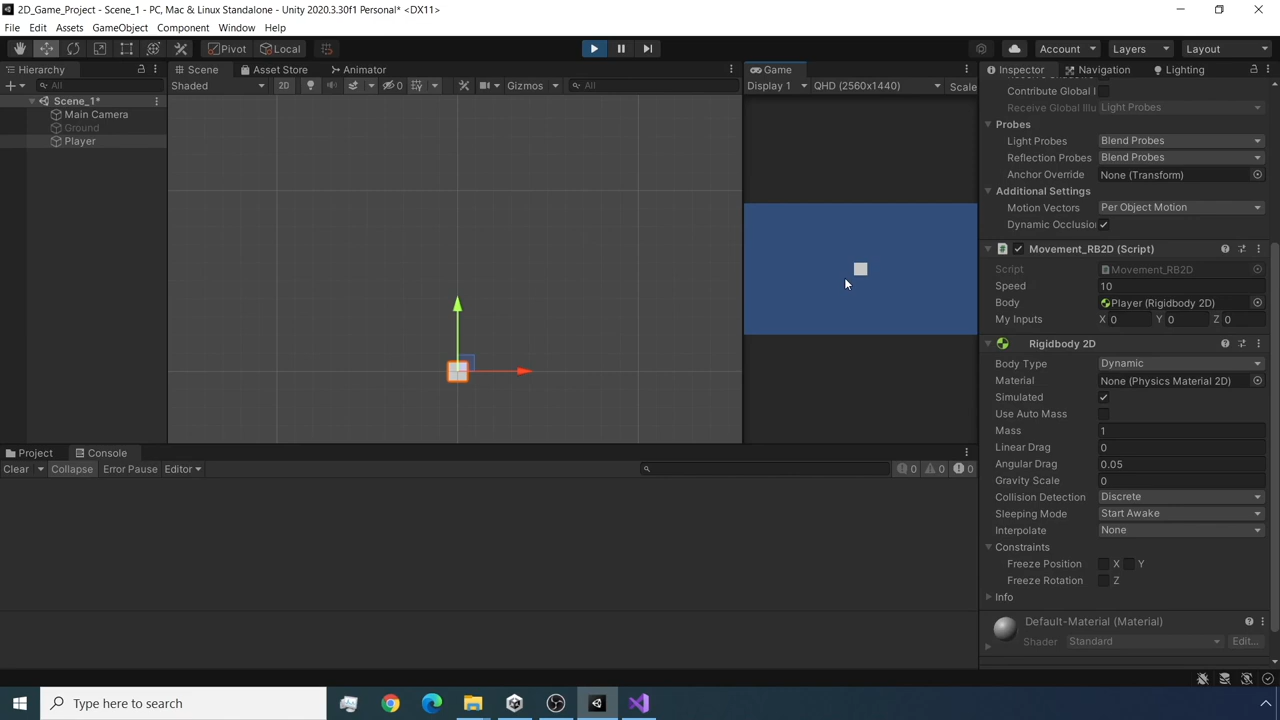 2D_Game_Project - Scene_1 - PC, Mac & Linux Standalone - Unity 2020.3.30f1 Personal* <DX11>
File Edit Assets GameObject Component Window Help
Pivot Local Account Layers Layout
Hierarchy Scene Asset Store Animator Game Inspector Navigation Lighting
All Shaded 2D 0 Gizmos All Display 1 QHD (2560x1440) Scale
Scene_1*
Main Camera
Ground
Player
Contribute Global I
Receive Global Illu Light Probes
Probes
Light Probes Blend Probes
Reflection Probes Blend Probes
Anchor Override None (Transform)
Additional Settings
Motion Vectors Per Object Motion
Dynamic Occlusion
Movement_RB2D (Script)
Script Movement_RB2D
Speed 10
Body Player (Rigidbody 2D)
My Inputs X 0 Y 0 Z 0
Rigidbody 2D
Body Type Dynamic
Material None (Physics Material 2D)
Simulated
Use Auto Mass
Mass 1
Linear Drag 0
Angular Drag 0.05
Gravity Scale 0
Collision Detection Discrete
Sleeping Mode Start Awake
Interpolate None
Constraints
Freeze Position X Y
Freeze Rotation Z
Info
Default-Material (Material)
Shader Standard Edit...
Project Console
Clear Collapse Error Pause Editor 0 0 0
Type here to search